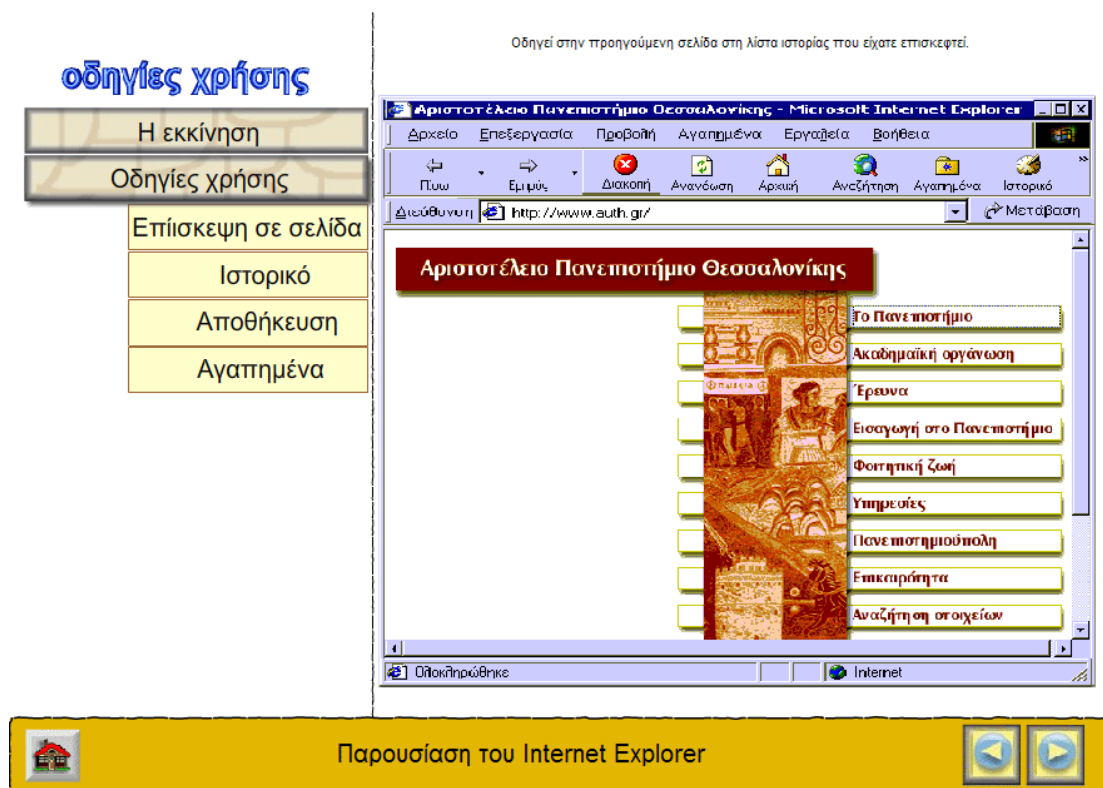 Οδηγεί στην προηγούμενη σελίδα στη λίστα ιστορίας που είχατε επισκεφτεί.
οδηγίες χρήσης
Η εκκίνηση
Οδηγίες χρήσης
Επίισκεψη σε σελίδα
Ιστορικό
Αποθήκευση
Αγαπημένα
Αριστοτέλειο Πανεπιστήμιο Θεσσαλονίκης - Microsoft Internet Explorer
Αρχείο Επεξεργασία Προβολή Αγαπημένα Εργαλεία Βοήθεια
Πίσω Εμπρός Διακοπή Ανανέωση Αρχική Αναζήτηση Αγαπημένα Ιστορικό »
Διεύθυνση http://www.auth.gr/ Μετάβαση
Αριστοτέλειο Πανεπιστήμιο Θεσσαλονίκης
Το Πανεπιστήμιο
Ακαδημαϊκή οργάνωση
Έρευνα
Εισαγωγή στο Πανεπιστήμιο
Φοιτητική ζωή
Υπηρεσίες
Πανεπιστημιούπολη
Επικαιρότητα
Αναζήτηση στοιχείων
Ολοκληρώθηκε Internet
Παρουσίαση του Internet Explorer